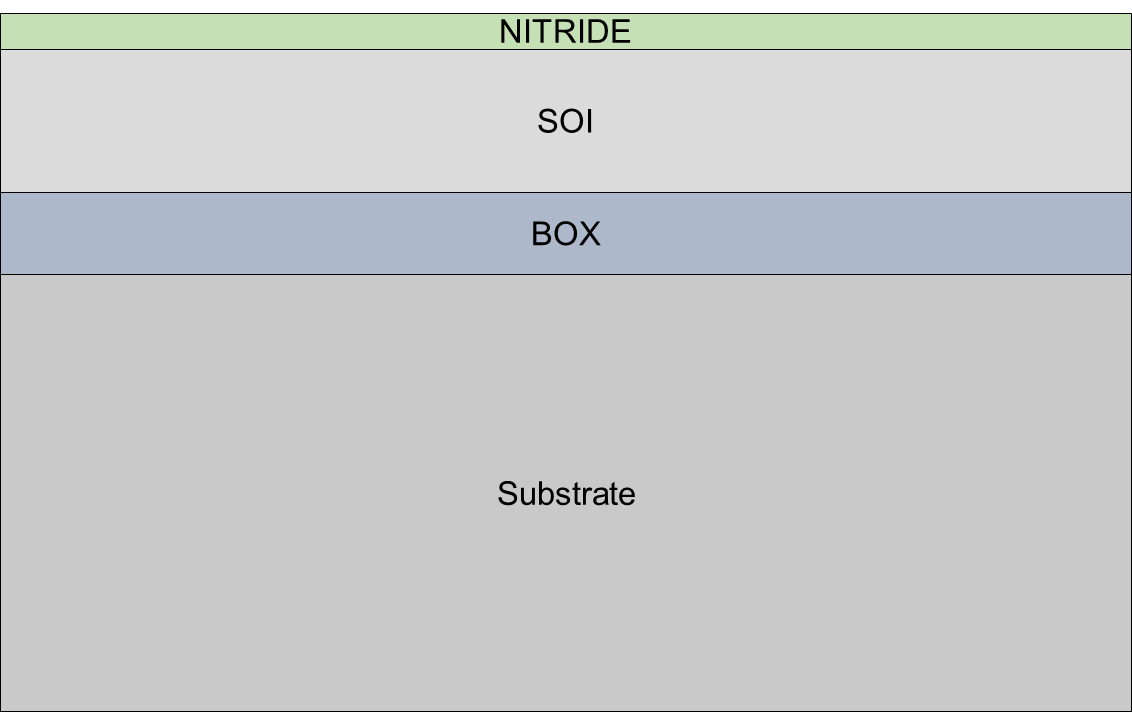 NITRIDE
SOI
BOX
Substrate